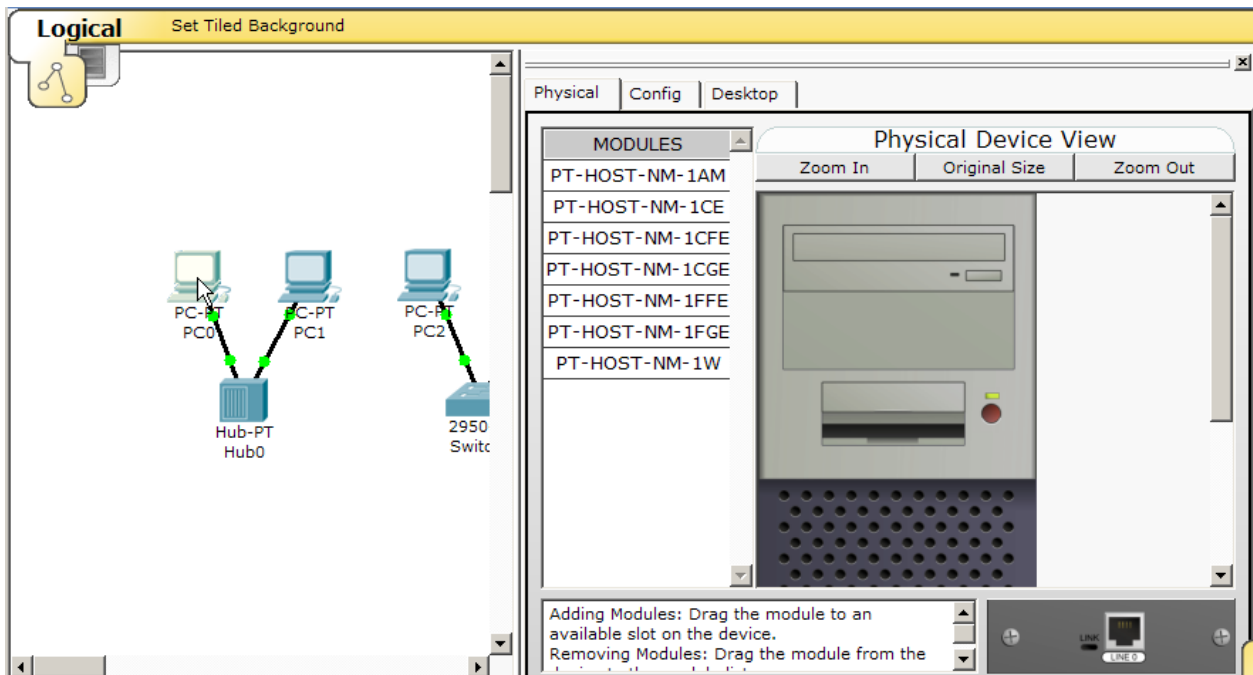 Logical
Set Tiled Background
Physical
Config
Desktop
MODULES
PT-HOST-NM-1AM
PT-HOST-NM-1CE
PT-HOST-NM-1CFE
PT-HOST-NM-1CGE
PT-HOST-NM-1FFE
PT-HOST-NM-1FGE
PT-HOST-NM-1W
Physical Device View
Zoom In
Original Size
Zoom Out
PC-PT
PC0
PC-PT
PC1
PC-PT
PC2
Hub-PT
Hub0
2950
Switc
Adding Modules: Drag the module to an
available slot on the device.
Removing Modules: Drag the module from the
LINK
LINE 0